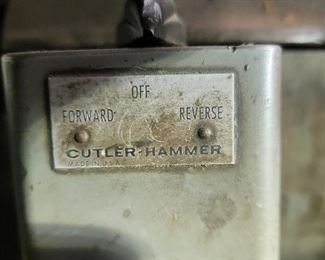 OFF
FORWARD REVERSE
CUTLER-HAMMER
MADE IN U.S.A.